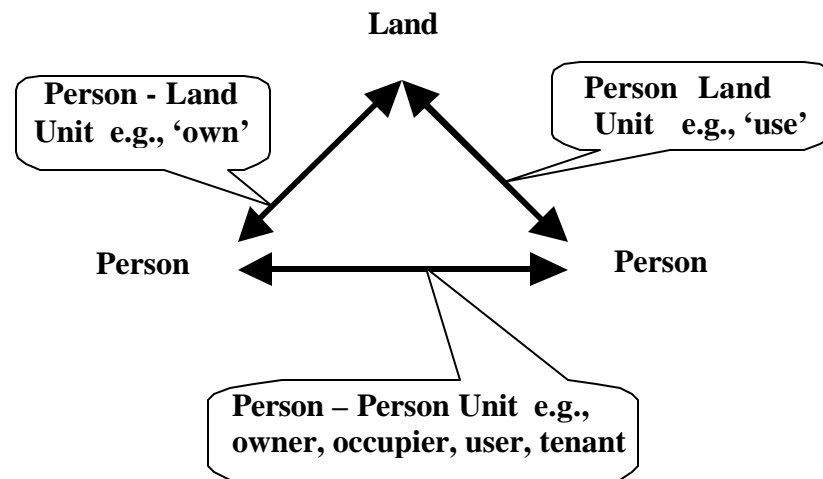 Land
Person - Land
Unit e.g., ‘own’
Person Land
Unit e.g., ‘use’
Person
Person
Person – Person Unit e.g.,
owner, occupier, user, tenant